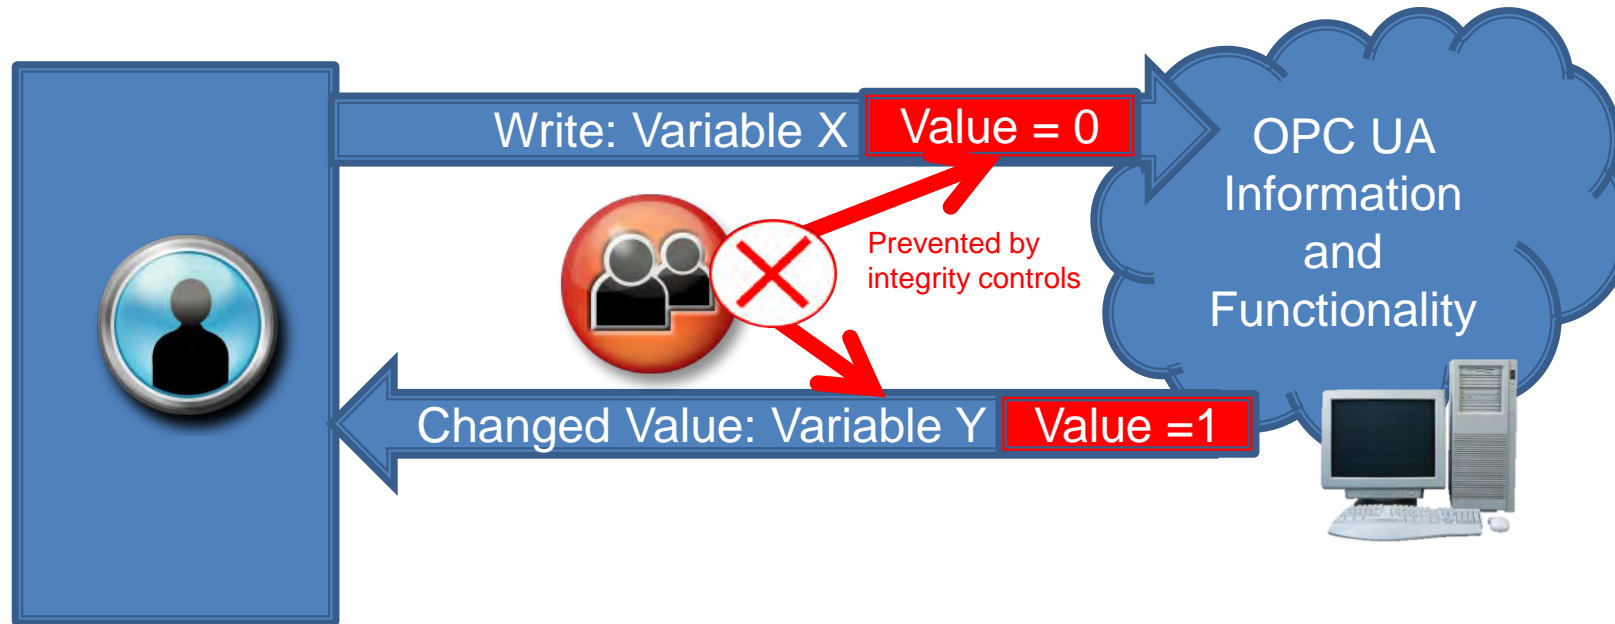 Write: Variable X Value = 0
OPC UA
Information
and
Functionality
Prevented by
integrity controls
Changed Value: Variable Y Value =1